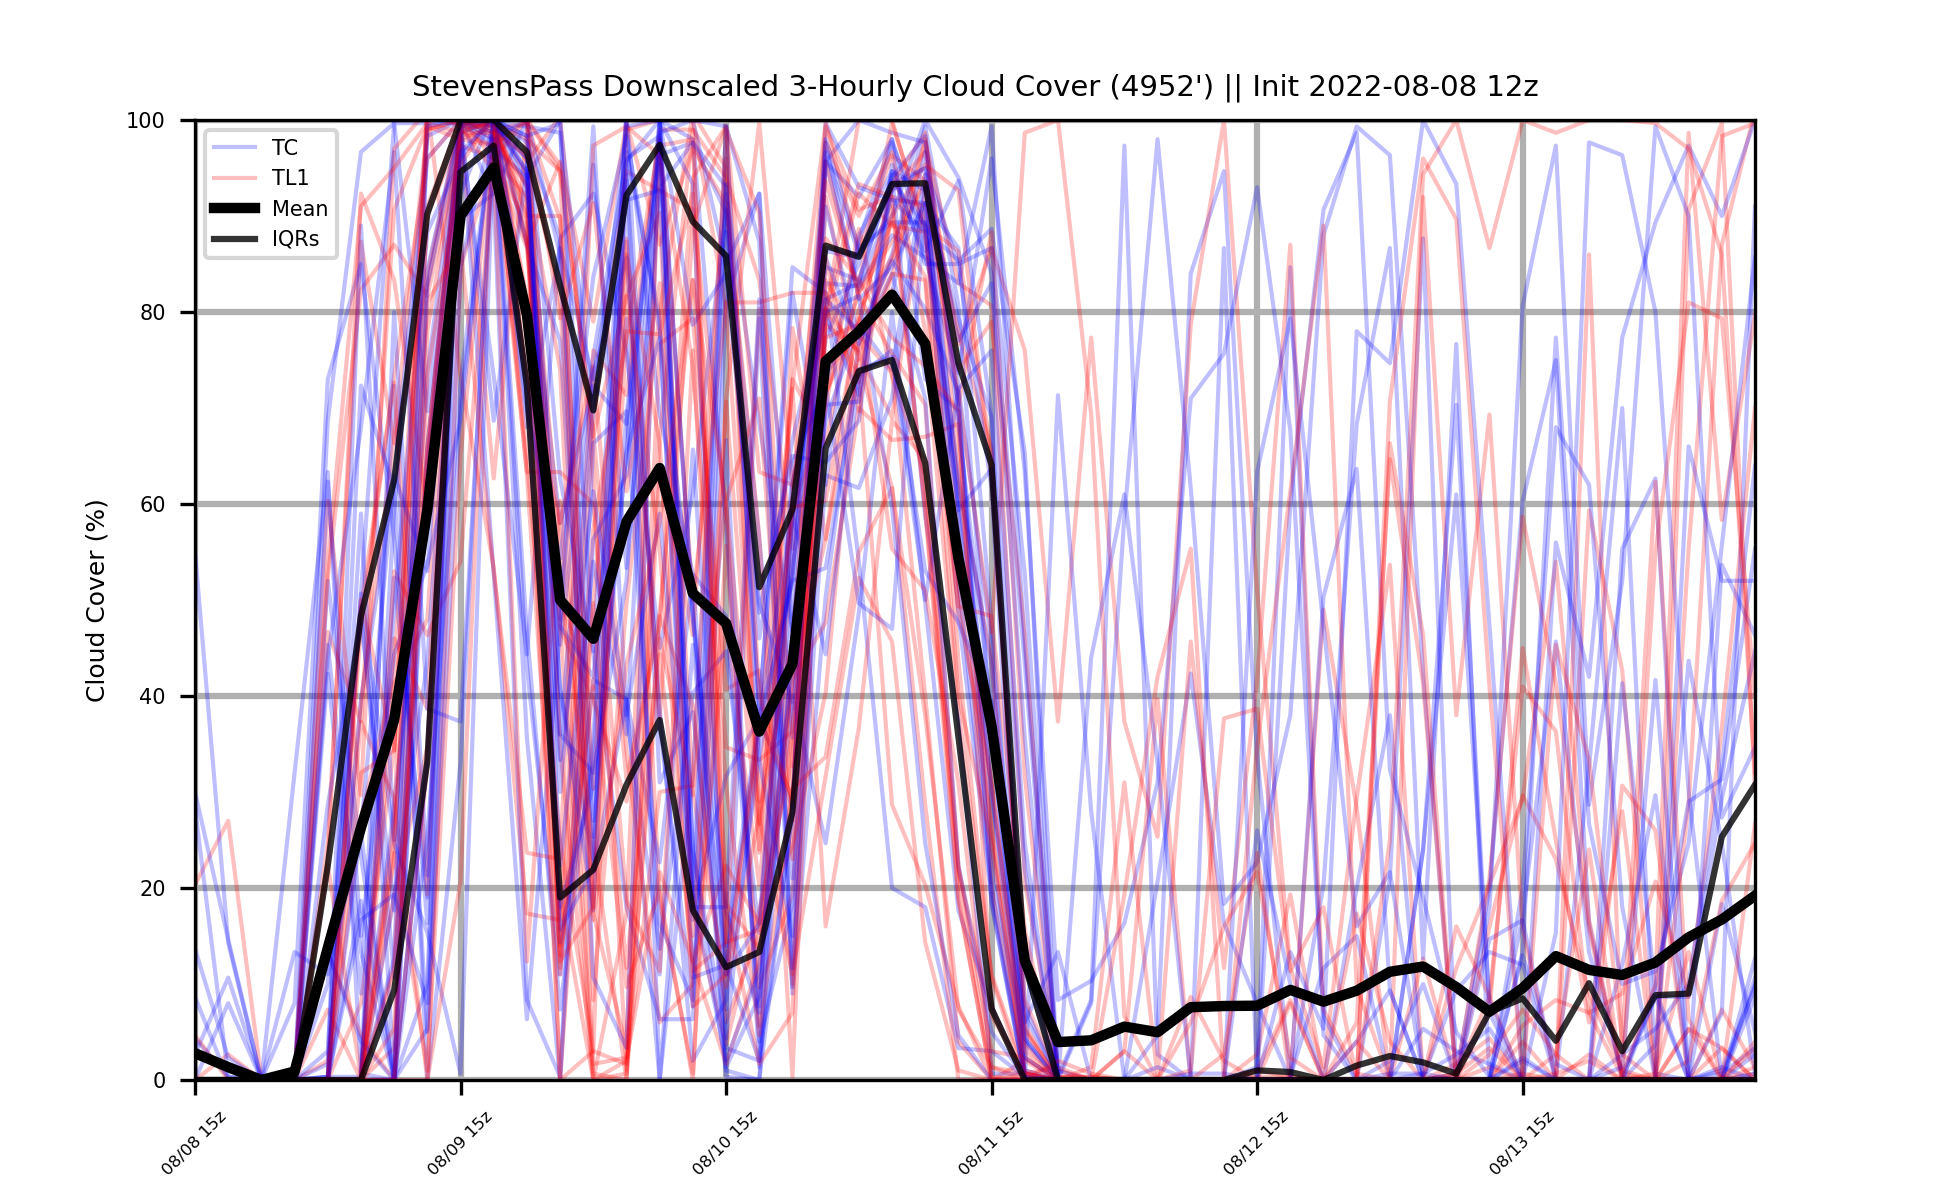 StevensPass Downscaled 3-Hourly Cloud Cover (4952') || Init 2022-08-08 12z
TC
TL1
Mean
IQRs
Cloud Cover (%)
100
80
60
40
20
0
08/08 15z
08/09 15z
08/10 15z
08/11 15z
08/12 15z
08/13 15z